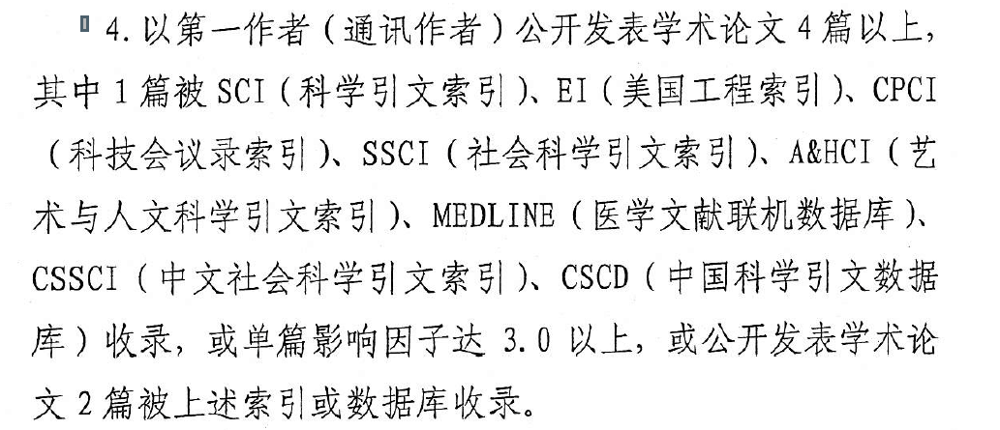 4.以第一作者（通讯作者）公开发表学术论文4篇以上，
其中1篇被SCI（科学引文索引）、EI（美国工程索引）、CPCI
（科技会议录索引）、SSCI（社会科学引文索引）、A&HCI（艺
术与人文科学引文索引）、MEDLINE（医学文献联机数据库）、
CSSCI（中文社会科学引文索引）、CSCD（中国科学引文数据
库）收录，或单篇影响因子达 3.0 以上，或公开发表学术论
文2篇被上述索引或数据库收录。